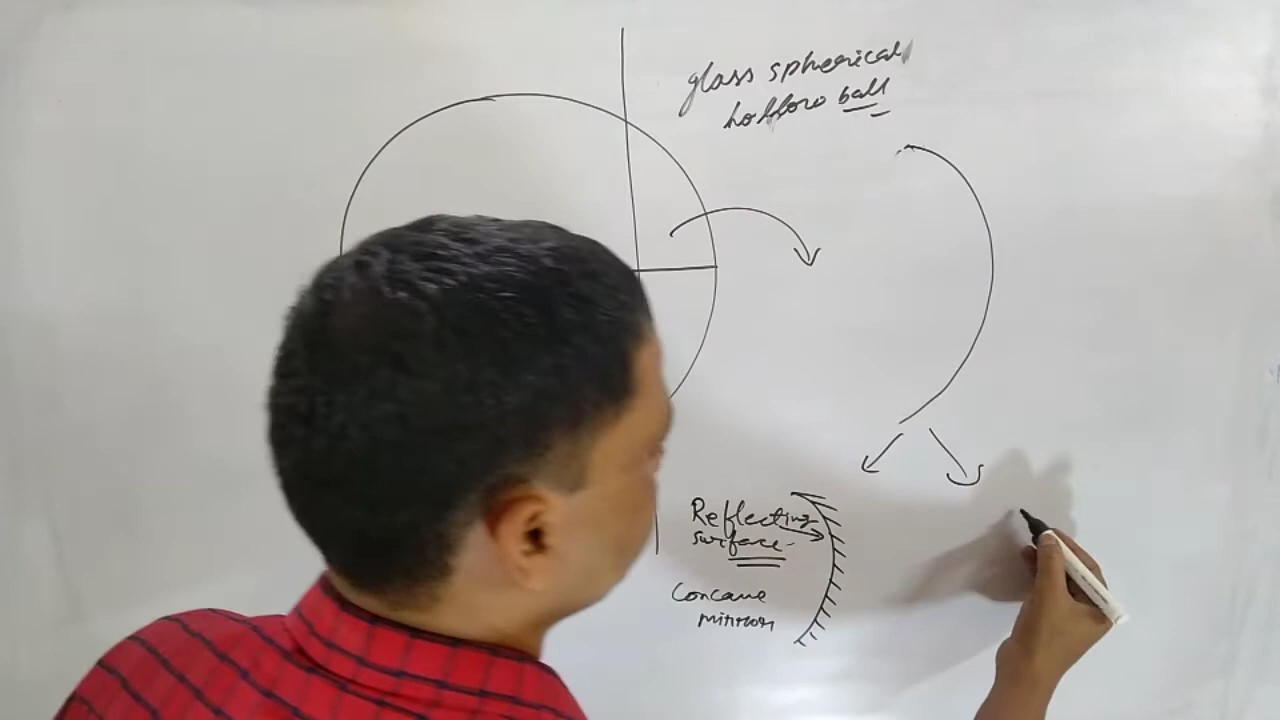 glass spherical
hollow ball
Reflecting
surface
Concave
mirror